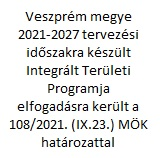 Veszprém megye
2021-2027 tervezési
időszakra készült
Integrált Területi
Programja
elfogadásra került a
108/2021. (IX.23.) MÖK
határozattal